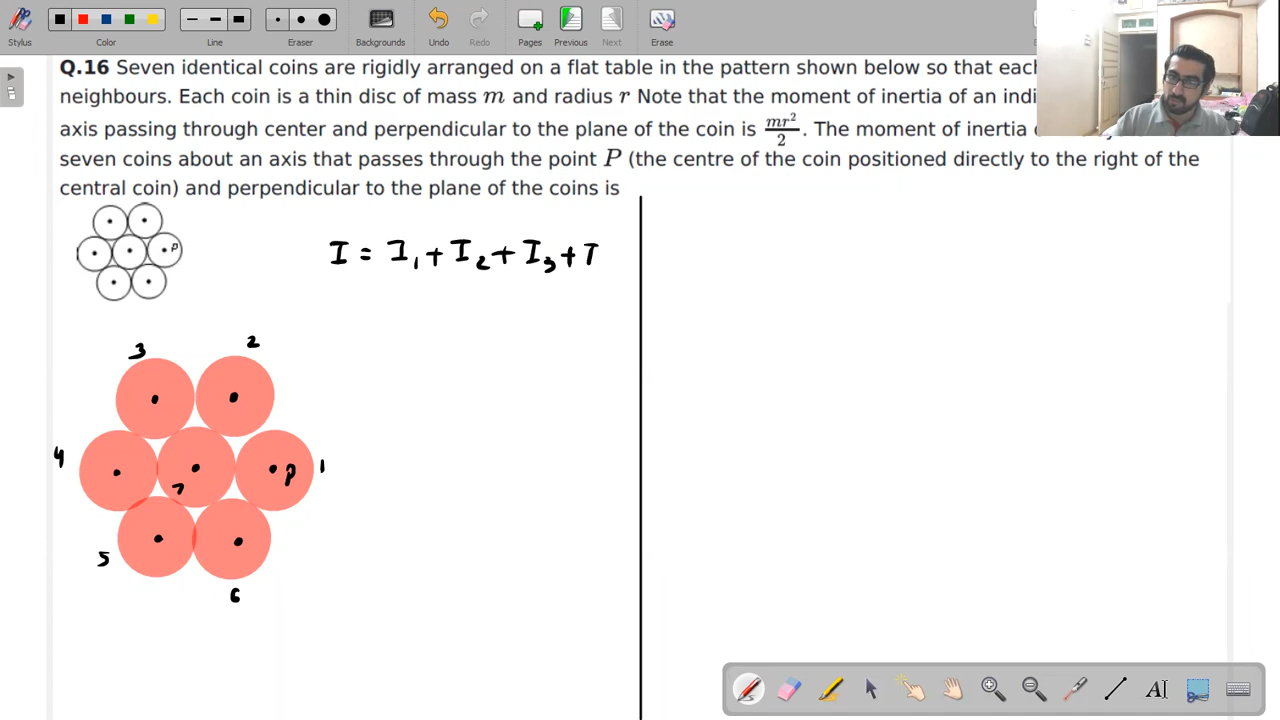 Stylus Color Line Eraser Backgrounds Undo Redo Pages Previous Next Erase
Q.16 Seven identical coins are rigidly arranged on a flat table in the pattern shown below so that each
neighbours. Each coin is a thin disc of mass m and radius r Note that the moment of inertia of an indi
axis passing through center and perpendicular to the plane of the coin is mr²/2. The moment of inertia
seven coins about an axis that passes through the point P (the centre of the coin positioned directly to the right of the
central coin) and perpendicular to the plane of the coins is
P
I = I₁ + I₂ + I₃ + I
3 2
4 7 P 1
5
6
AI